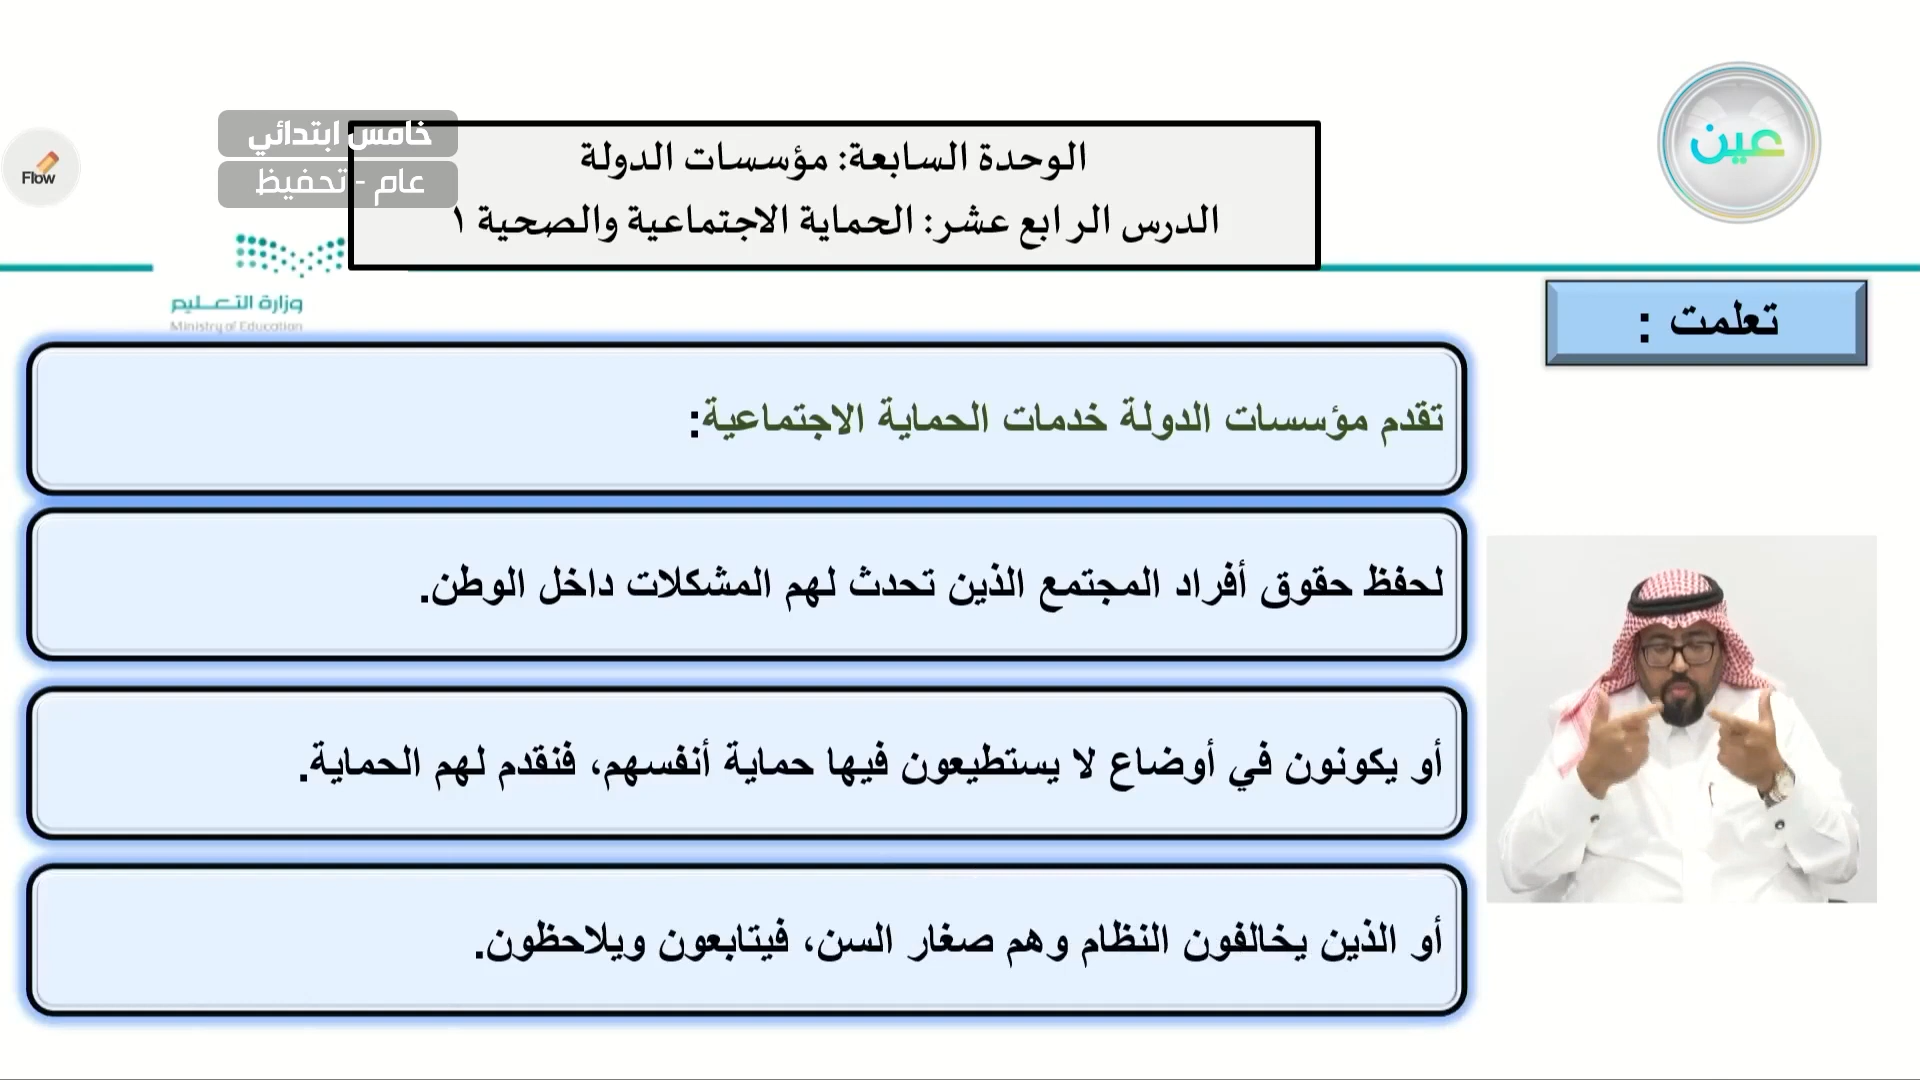 عين
خامس ابتدائي
عام - تحفيظ
Flow
الوحدة السابعة: مؤسسات الدولة
الدرس الرابع عشر: الحماية الاجتماعية والصحية ١
وزارة التعليم
Ministry of Education
تعلمت :
تقدم مؤسسات الدولة خدمات الحماية الاجتماعية:
لحفظ حقوق أفراد المجتمع الذين تحدث لهم المشكلات داخل الوطن.
أو يكونون في أوضاع لا يستطيعون فيها حماية أنفسهم، فنقدم لهم الحماية.
أو الذين يخالفون النظام وهم صغار السن، فيتابعون ويلاحظون.